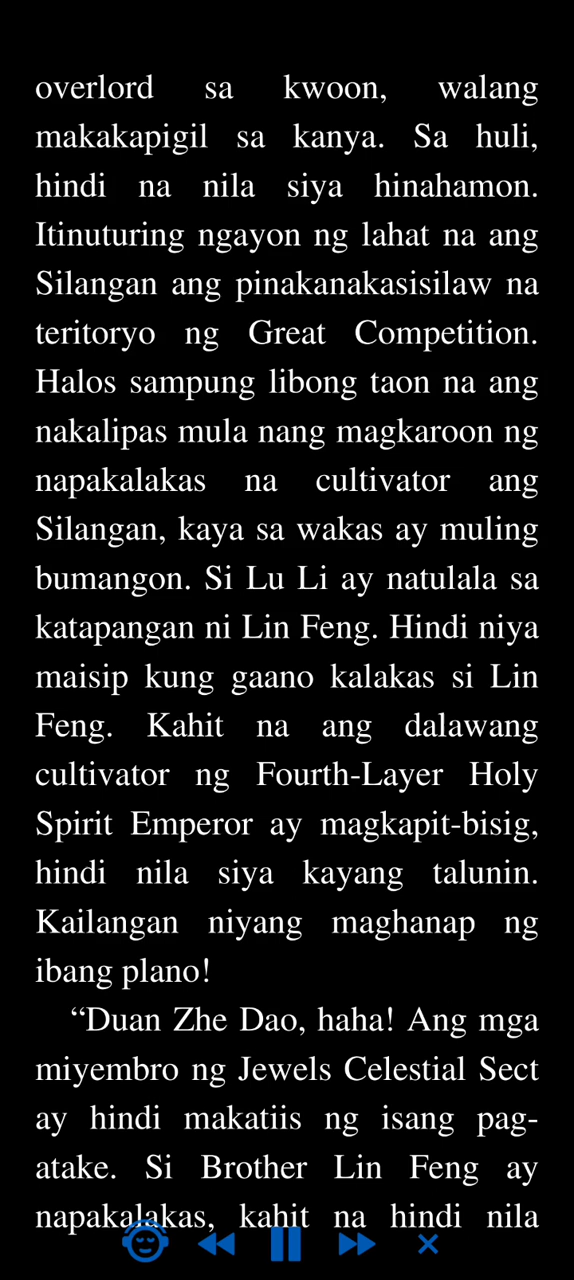 overlord sa kwoon, walang
makakapigil sa kanya. Sa huli,
hindi na nila siya hinahamon.
Itinuturing ngayon ng lahat na ang
Silangan ang pinakanakasisilaw na
teritoryo ng Great Competition.
Halos sampung libong taon na ang
nakalipas mula nang magkaroon ng
napakalakas na cultivator ang
Silangan, kaya sa wakas ay muling
bumangon. Si Lu Li ay natulala sa
katapangan ni Lin Feng. Hindi niya
maisip kung gaano kalakas si Lin
Feng. Kahit na ang dalawang
cultivator ng Fourth-Layer Holy
Spirit Emperor ay magkapit-bisig,
hindi nila siya kayang talunin.
Kailangan niyang maghanap ng
ibang plano!
“Duan Zhe Dao, haha! Ang mga
miyembro ng Jewels Celestial Sect
ay hindi makatiis ng isang pag-
atake. Si Brother Lin Feng ay
napakalakas, kahit na hindi nila